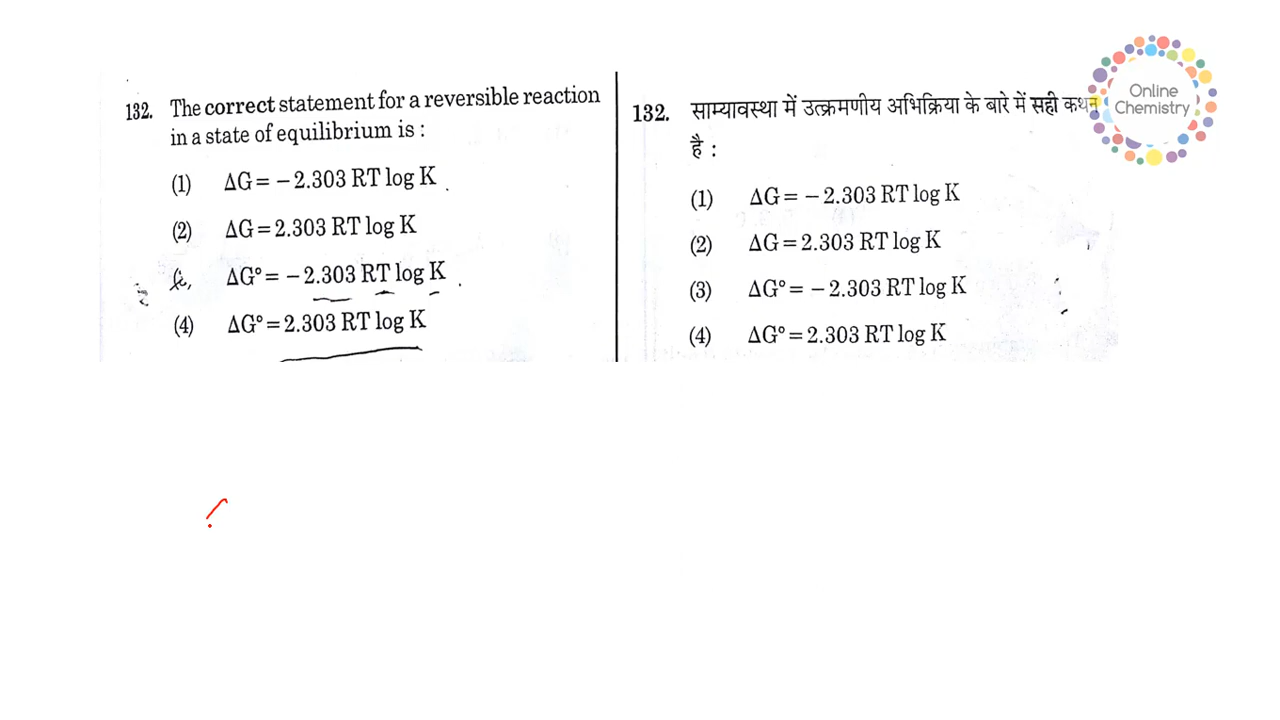 132. The correct statement for a reversible reaction
in a state of equilibrium is :
(1) ΔG = − 2.303 RT log K
(2) ΔG = 2.303 RT log K
ΔG° = − 2.303 RT log K
(4) ΔG° = 2.303 RT log K
132. साम्यावस्था में उत्क्रमणीय अभिक्रिया के बारे में सही कथन
है :
(1) ΔG = − 2.303 RT log K
(2) ΔG = 2.303 RT log K
(3) ΔG° = − 2.303 RT log K
(4) ΔG° = 2.303 RT log K
Online
Chemistry